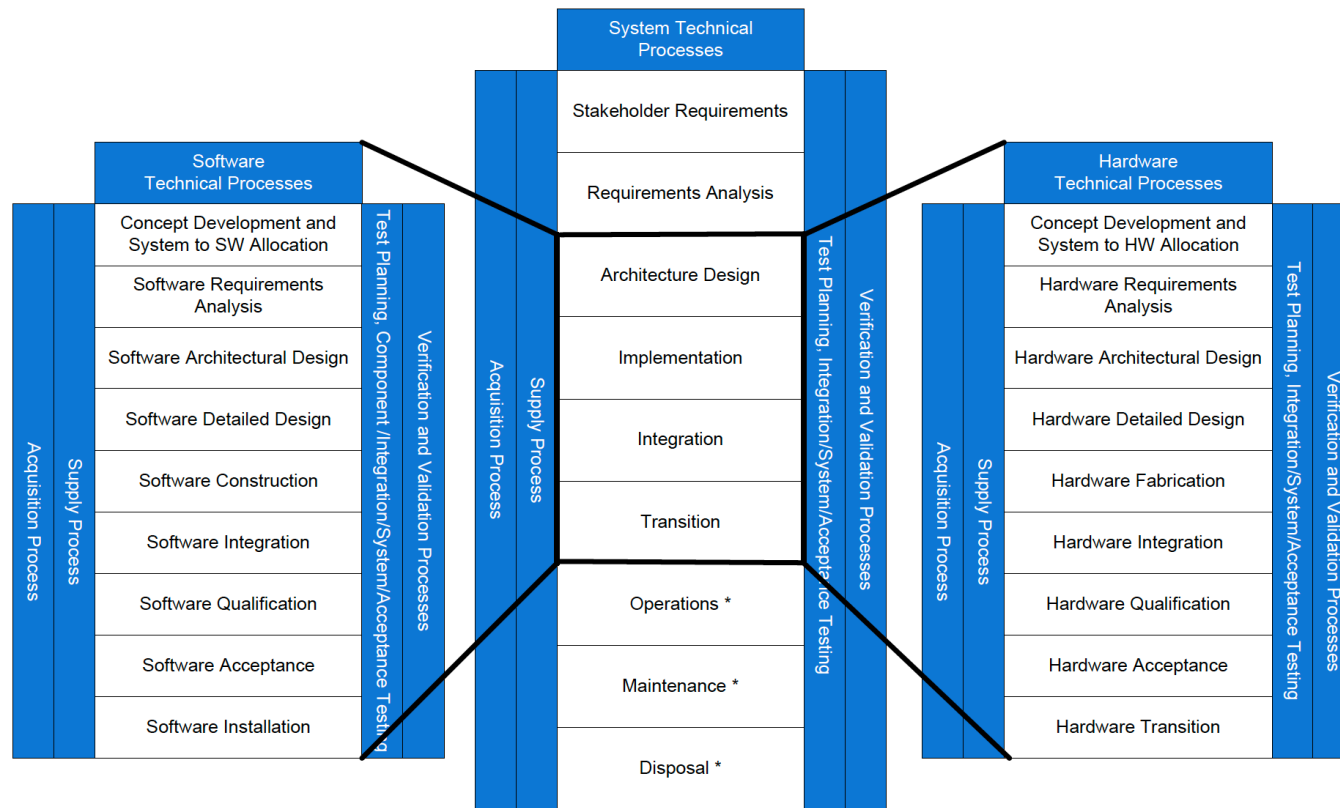 System Technical
Processes
Acquisition Process
Supply Process
Stakeholder Requirements
Requirements Analysis
Architecture Design
Implementation
Integration
Transition
Operations *
Maintenance *
Disposal *
Test Planning, Integration/System/Acceptance Testing
Verification and Validation Processes
Software
Technical Processes
Acquisition Process
Supply Process
Concept Development and
System to SW Allocation
Software Requirements
Analysis
Software Architectural Design
Software Detailed Design
Software Construction
Software Integration
Software Qualification
Software Acceptance
Software Installation
Test Planning, Component /Integration/System/Acceptance Testing
Verification and Validation Processes
Hardware
Technical Processes
Acquisition Process
Supply Process
Concept Development and
System to HW Allocation
Hardware Requirements
Analysis
Hardware Architectural Design
Hardware Detailed Design
Hardware Fabrication
Hardware Integration
Hardware Qualification
Hardware Acceptance
Hardware Transition
Test Planning, Integration/System/Acceptance Testing
Verification and Validation Processes